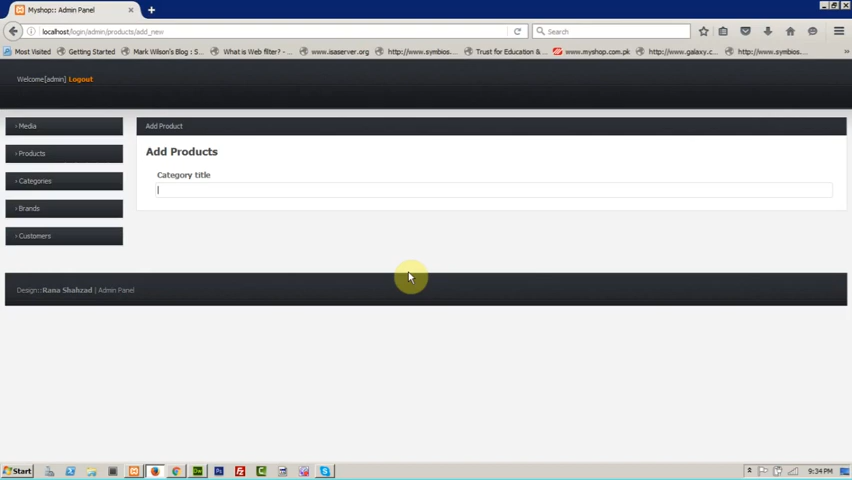 Myshop:: Admin Panel
localhost/login/admin/products/add_new
Search
Most Visited
Getting Started
Mark Wilson's Blog : S...
What is Web filter? - ...
www.isaserver.org
http://www.symbios....
Trust for Education & ...
www.myshop.com.pk
http://www.galaxy.c...
http://www.symbios....
Welcome[admin] Logout
› Media
› Products
› Categories
› Brands
› Customers
Add Product
Add Products
Category title
Design:: Rana Shahzad | Admin Panel
Start
9:34 PM